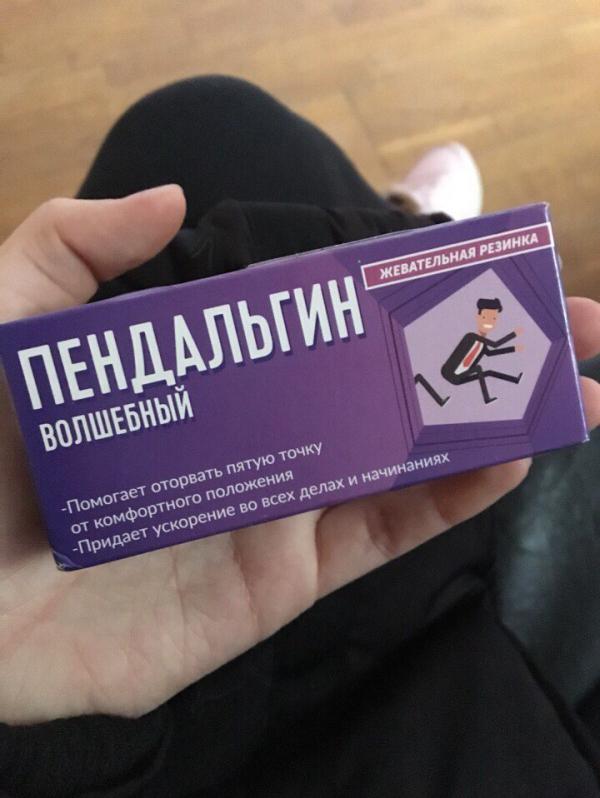 ЖЕВАТЕЛЬНАЯ РЕЗИНКА
ПЕНДАЛЬГИН
ВОЛШЕБНЫЙ
-Помогает оторвать пятую точку
от комфортного положения
-Придает ускорение во всех делах и начинаниях